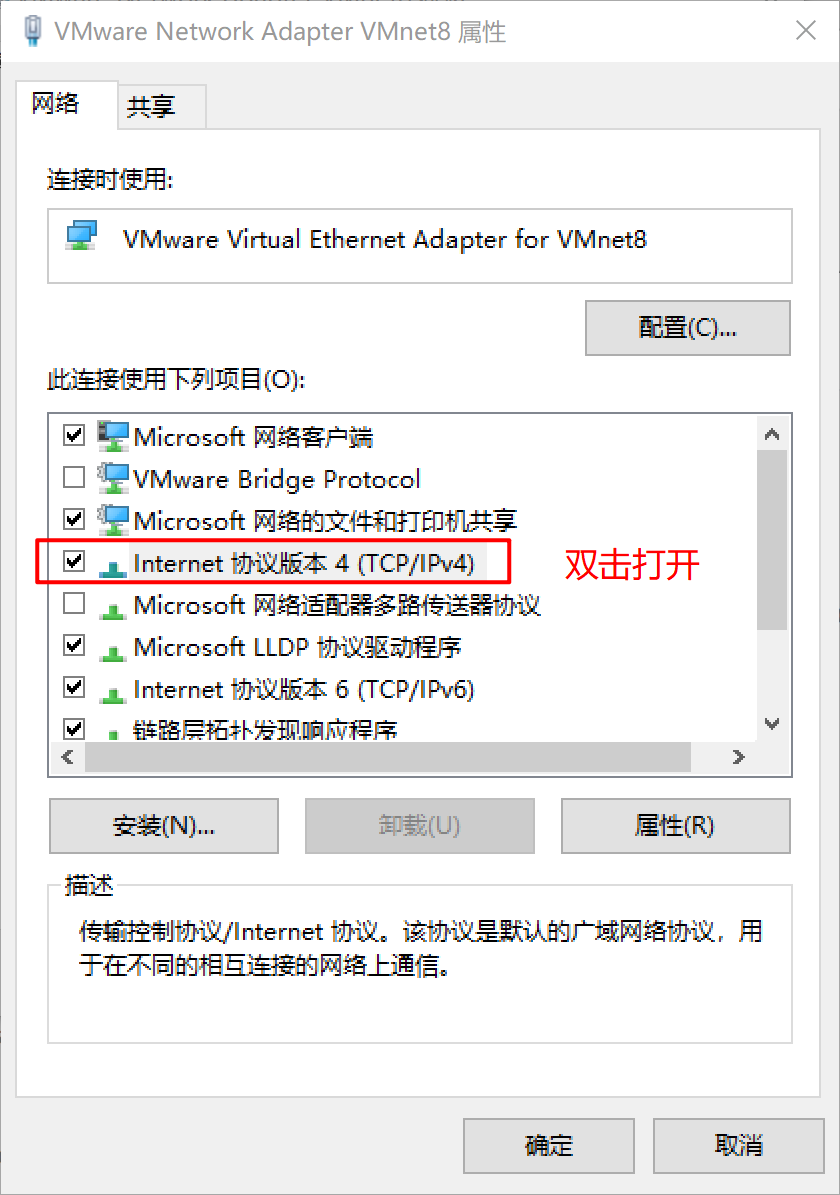 VMware Network Adapter VMnet8 属性
网络
共享
连接时使用:
VMware Virtual Ethernet Adapter for VMnet8
配置(C)...
此连接使用下列项目(O):
Microsoft 网络客户端
VMware Bridge Protocol
Microsoft 网络的文件和打印机共享
Internet 协议版本 4 (TCP/IPv4)
双击打开
Microsoft 网络适配器多路传送器协议
Microsoft LLDP 协议驱动程序
Internet 协议版本 6 (TCP/IPv6)
链路层拓扑发现响应程序
安装(N)...
卸载(U)
属性(R)
描述
传输控制协议/Internet 协议。该协议是默认的广域网络协议，用
于在不同的相互连接的网络上通信。
确定
取消